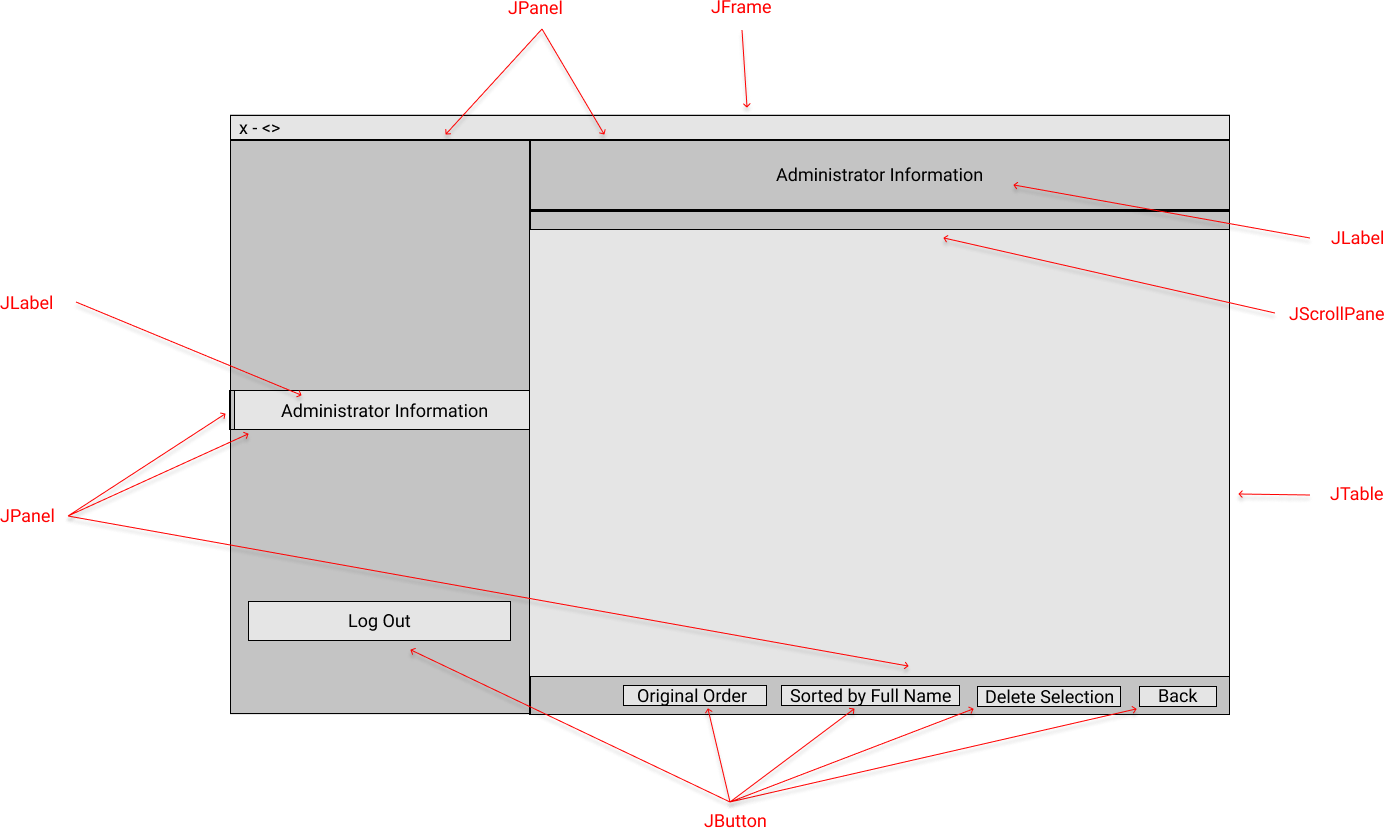 JPanel
JFrame
x - <>
Administrator Information
JLabel
JLabel
JScrollPane
Administrator Information
JTable
JPanel
Log Out
Original Order
Sorted by Full Name
Delete Selection
Back
JButton